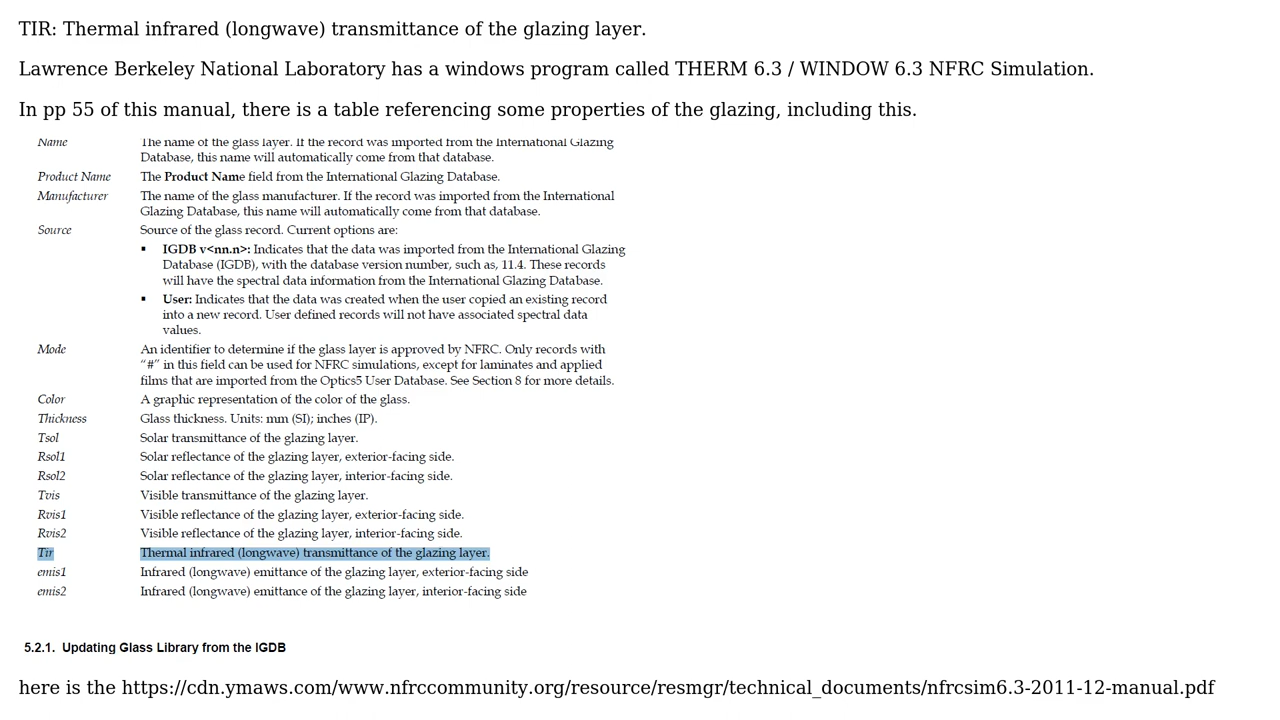 TIR: Thermal infrared (longwave) transmittance of the glazing layer.
Lawrence Berkeley National Laboratory has a windows program called THERM 6.3 / WINDOW 6.3 NFRC Simulation.
In pp 55 of this manual, there is a table referencing some properties of the glazing, including this.
Name The name of the glass layer. If the record was imported from the International Glazing
Database, this name will automatically come from that database.
Product Name The Product Name field from the International Glazing Database.
Manufacturer The name of the glass manufacturer. If the record was imported from the International
Glazing Database, this name will automatically come from that database.
Source Source of the glass record. Current options are:
▪ IGDB v<nn.n>: Indicates that the data was imported from the International Glazing
Database (IGDB), with the database version number, such as, 11.4. These records
will have the spectral data information from the International Glazing Database.
▪ User: Indicates that the data was created when the user copied an existing record
into a new record. User defined records will not have associated spectral data
values.
Mode An identifier to determine if the glass layer is approved by NFRC. Only records with
“#” in this field can be used for NFRC simulations, except for laminates and applied
films that are imported from the Optics5 User Database. See Section 8 for more details.
Color A graphic representation of the color of the glass.
Thickness Glass thickness. Units: mm (SI); inches (IP).
Tsol Solar transmittance of the glazing layer.
Rsol1 Solar reflectance of the glazing layer, exterior-facing side.
Rsol2 Solar reflectance of the glazing layer, interior-facing side.
Tvis Visible transmittance of the glazing layer.
Rvis1 Visible reflectance of the glazing layer, exterior-facing side.
Rvis2 Visible reflectance of the glazing layer, interior-facing side.
Tir Thermal infrared (longwave) transmittance of the glazing layer.
emis1 Infrared (longwave) emittance of the glazing layer, exterior-facing side
emis2 Infrared (longwave) emittance of the glazing layer, interior-facing side
5.2.1. Updating Glass Library from the IGDB
here is the https://cdn.ymaws.com/www.nfrccommunity.org/resource/resmgr/technical_documents/nfrcsim6.3-2011-12-manual.pdf